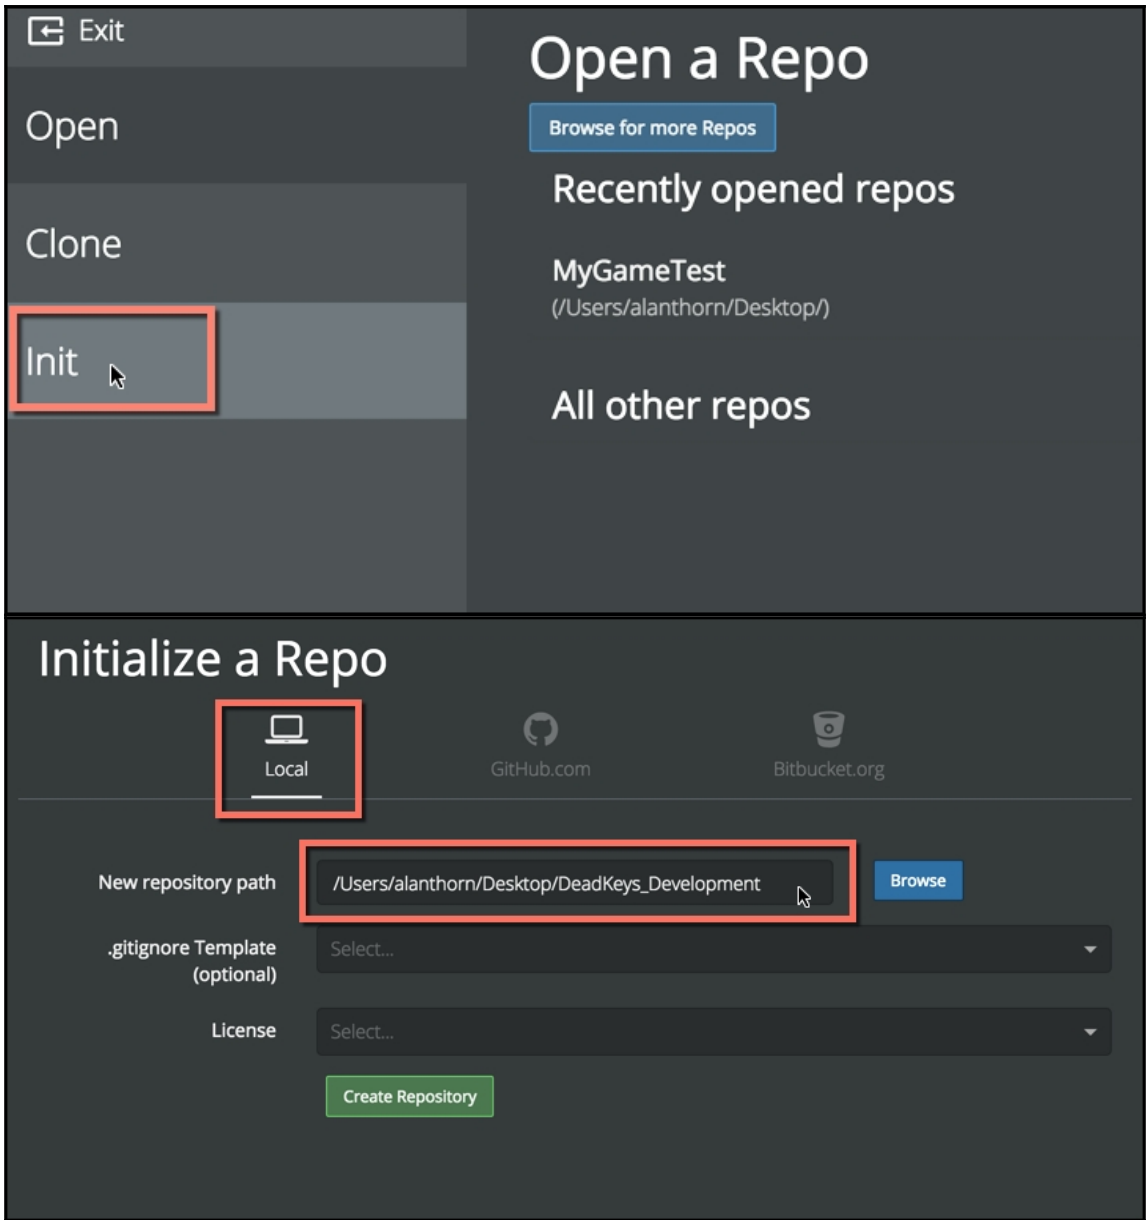 Exit
Open
Clone
Init
Open a Repo
Browse for more Repos
Recently opened repos
MyGameTest
(/Users/alanthorn/Desktop/)
All other repos
Initialize a Repo
Local
GitHub.com
Bitbucket.org
New repository path
/Users/alanthorn/Desktop/DeadKeys_Development
Browse
.gitignore Template
(optional)
Select...
License
Select...
Create Repository